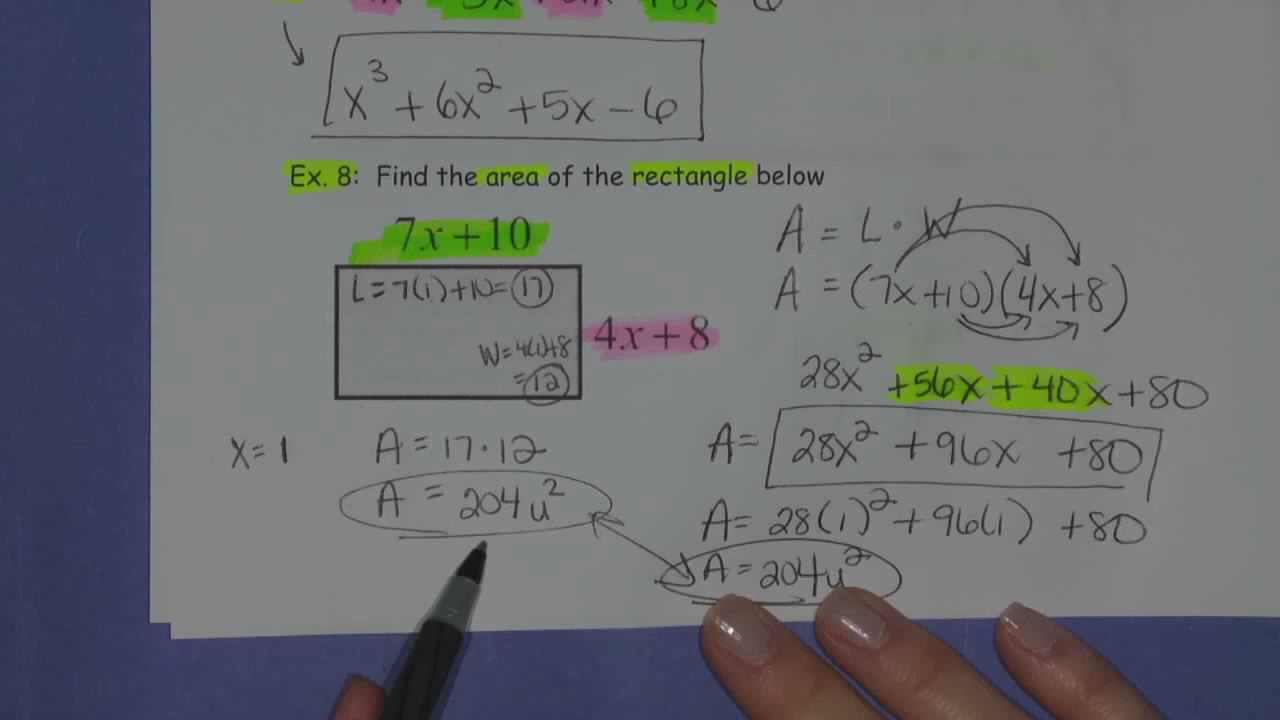 x³ + 6x² + 5x − 6
Ex. 8: Find the area of the rectangle below
7x + 10
L = 7(1) + 10 = 17
W = 4(1) + 8
= 12
4x + 8
x = 1
A = 17 · 12
A = 204u²
A = L · W
A = (7x + 10)(4x + 8)
28x² + 56x + 40x + 80
A = 28x² + 96x + 80
A = 28(1)² + 96(1) + 80
A = 204u²